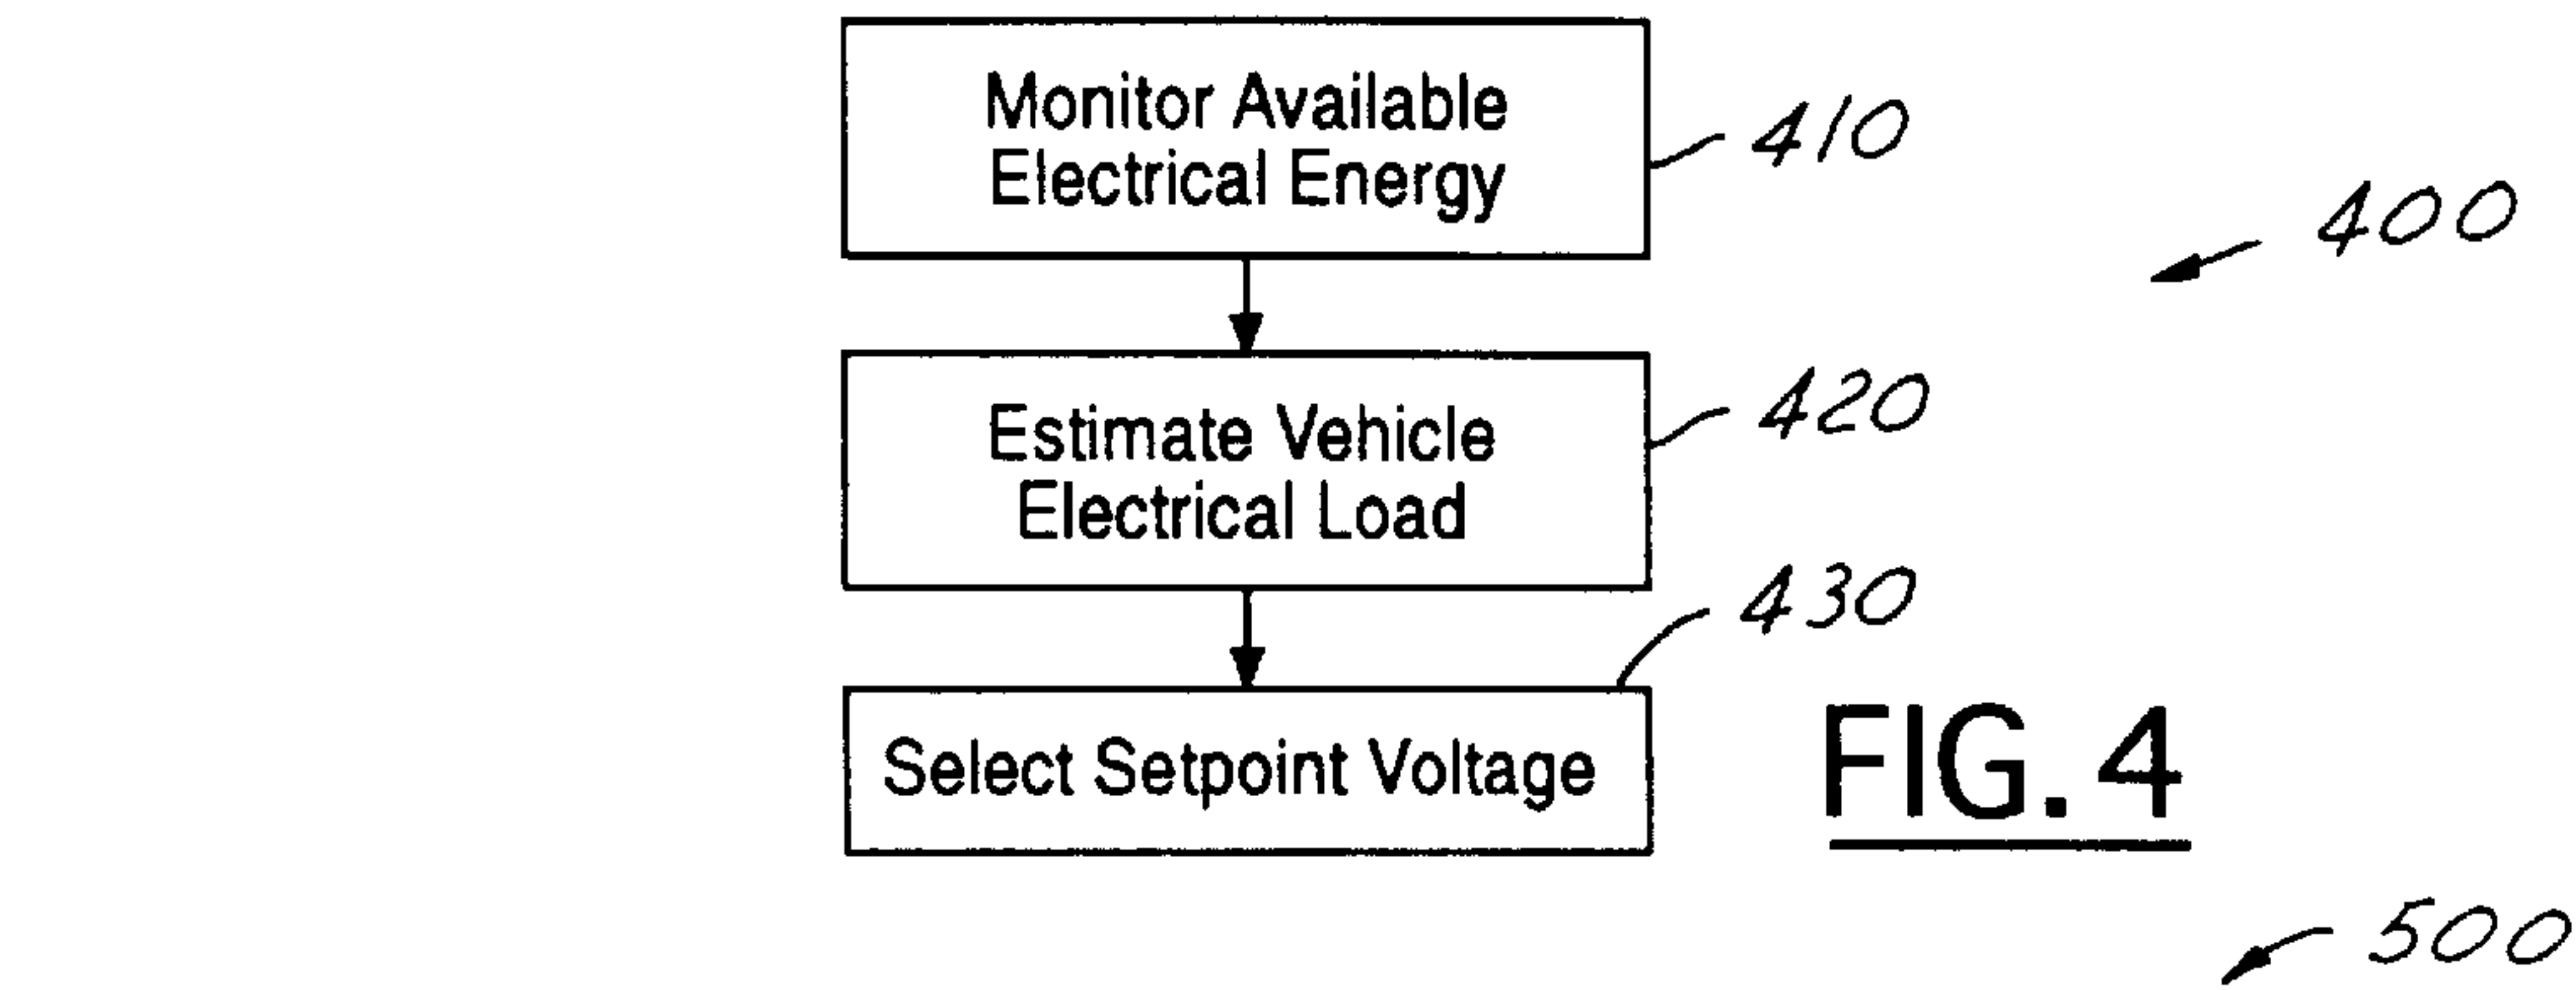 Monitor Available
Electrical Energy
410
400
Estimate Vehicle
Electrical Load
420
430
Select Setpoint Voltage
FIG. 4
500